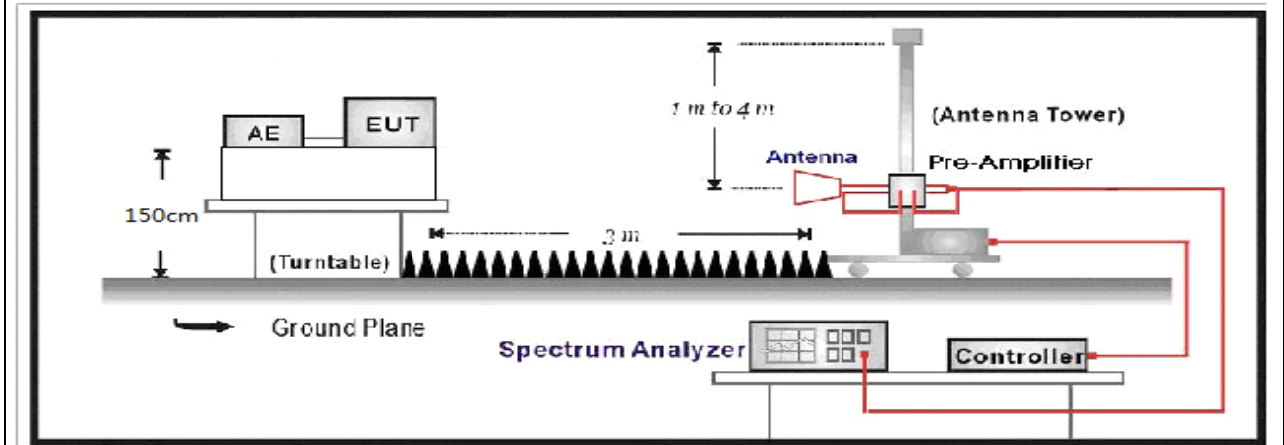 1 m to 4 m
(Antenna Tower)
AE
EUT
Antenna
Pre-Amplifier
150cm
3 m
(Turntable)
Ground Plane
Spectrum Analyzer
Controller